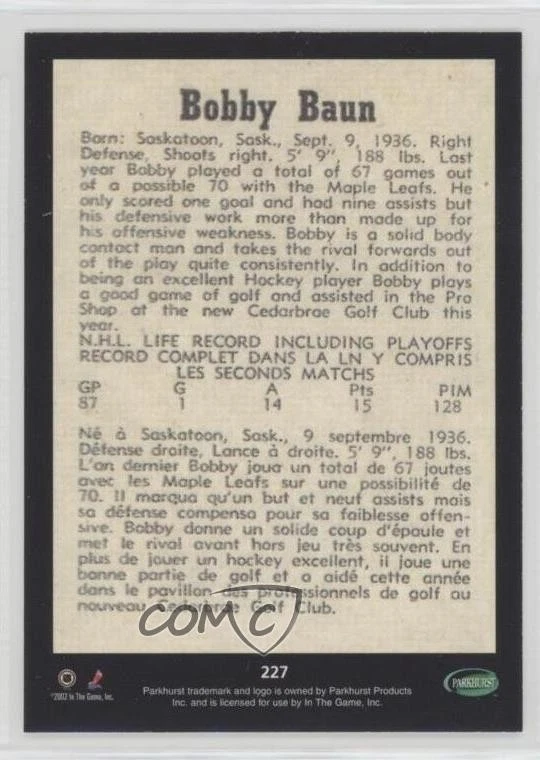 Bobby Baun
Born: Saskatoon, Sask., Sept. 9, 1936. Right
Defense, Shoots right. 5' 9", 188 lbs. Last
year Bobby played a total of 67 games out
of a possible 70 with the Maple Leafs. He
only scored one goal and had nine assists but
his defensive work more than made up for
his offensive weakness. Bobby is a solid body
contact man and takes the rival forwards out
of the play quite consistently. In addition to
being an excellent Hockey player Bobby plays
a good game of golf and assisted in the Pro
Shop at the new Cedarbrae Golf Club this
year.
N.H.L. LIFE RECORD INCLUDING PLAYOFFS
RECORD COMPLET DANS LA LN Y COMPRIS
LES SECONDS MATCHS
GP G A Pts PIM
87 1 14 15 128
Né à Saskatoon, Sask., 9 septembre 1936.
Défense droite, Lance à droite. 5' 9", 188 lbs.
L'an dernier Bobby joua un total de 67 joutes
avec les Maple Leafs sur une possibilité de
70. Il marqua qu'un but et neuf assists mais
sa défense compensa pour sa faiblesse offen-
sive. Bobby donne un solide coup d'épaule et
met le rival avant hors jeu très souvent. En
plus de jouer un hockey excellent, il joue une
bonne partie de golf et a aidé cette année
dans le pavillon des professionnels de golf au
nouveau Cedarbrae Golf Club.
COMC
227
©2002 In The Game, Inc.
Parkhurst trademark and logo is owned by Parkhurst Products
Inc. and is licensed for use by In The Game, Inc.
PARKHURST